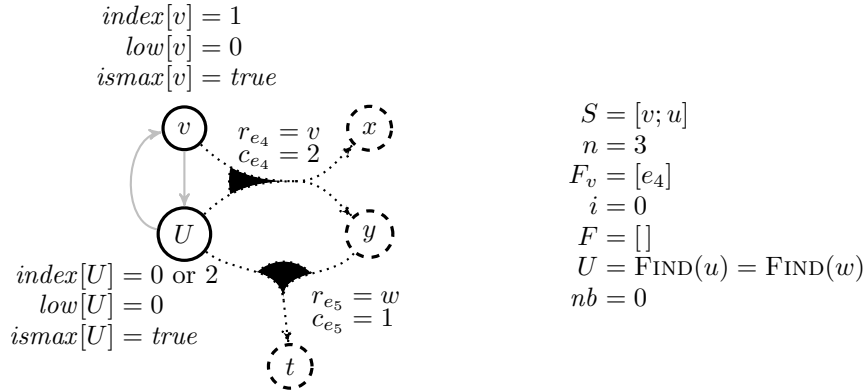 index[v] = 1
low[v] = 0
ismax[v] = true
v
r_{e_4} = v
c_{e_4} = 2
x
U
y
index[U] = 0 or 2
low[U] = 0
ismax[U] = true
r_{e_5} = w
c_{e_5} = 1
t
S = [v; u]
n = 3
F_v = [e_4]
i = 0
F = [ ]
U = FIND(u) = FIND(w)
nb = 0